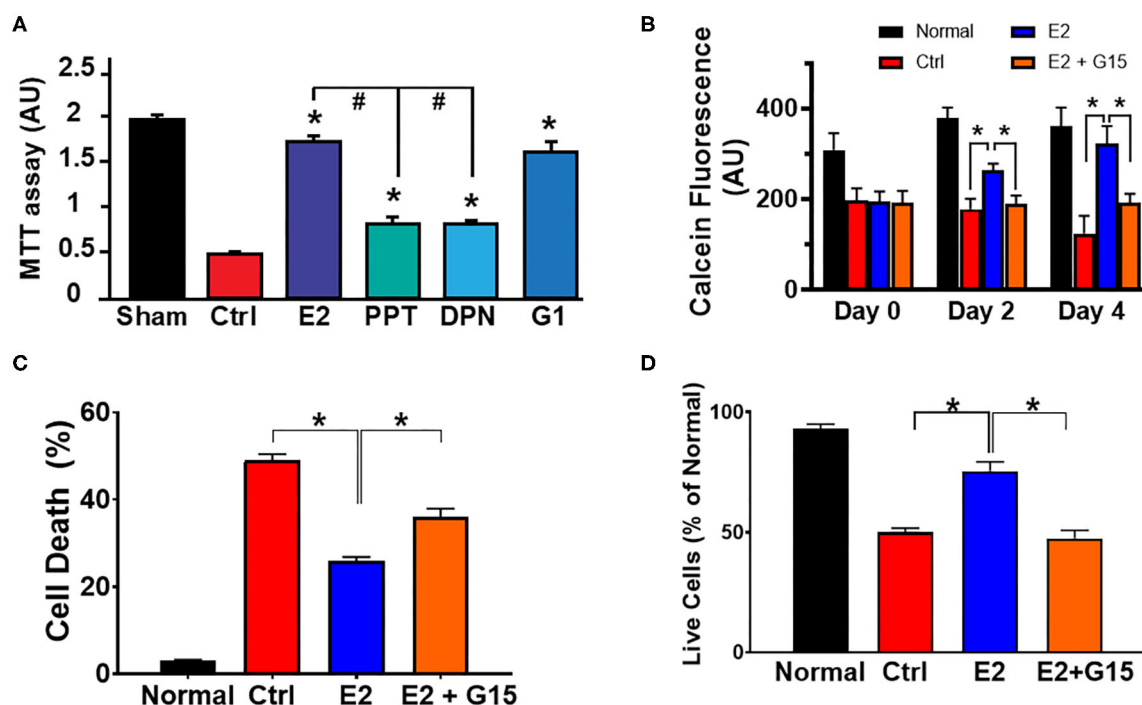 A
MTT assay (AU)
2.5
2
1.5
1
0.5
0
* # * # * *
Sham Ctrl E2 PPT DPN G1
B
Normal E2
Ctrl E2 + G15
Calcein Fluorescence
(AU)
400
200
0
* * * *
Day 0 Day 2 Day 4
C
Cell Death (%)
60
40
20
0
* *
Normal Ctrl E2 E2 + G15
D
Live Cells (% of Normal)
100
50
0
* *
Normal Ctrl E2 E2+G15